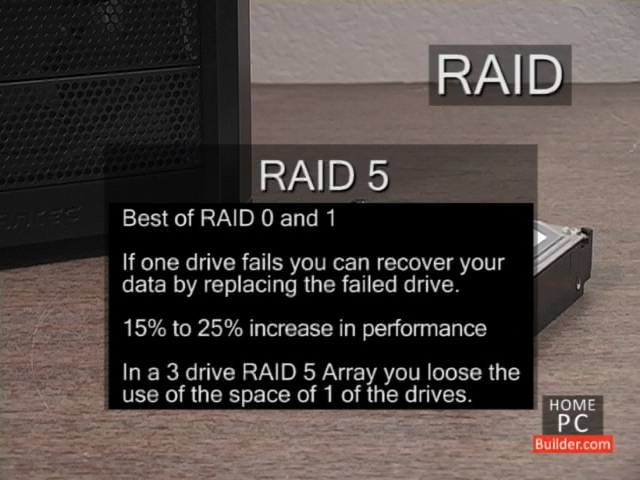 RAID
RAID 5
Best of RAID 0 and 1
If one drive fails you can recover your
data by replacing the failed drive.
15% to 25% increase in performance
In a 3 drive RAID 5 Array you loose the
use of the space of 1 of the drives.
HOME
PC
Builder.com